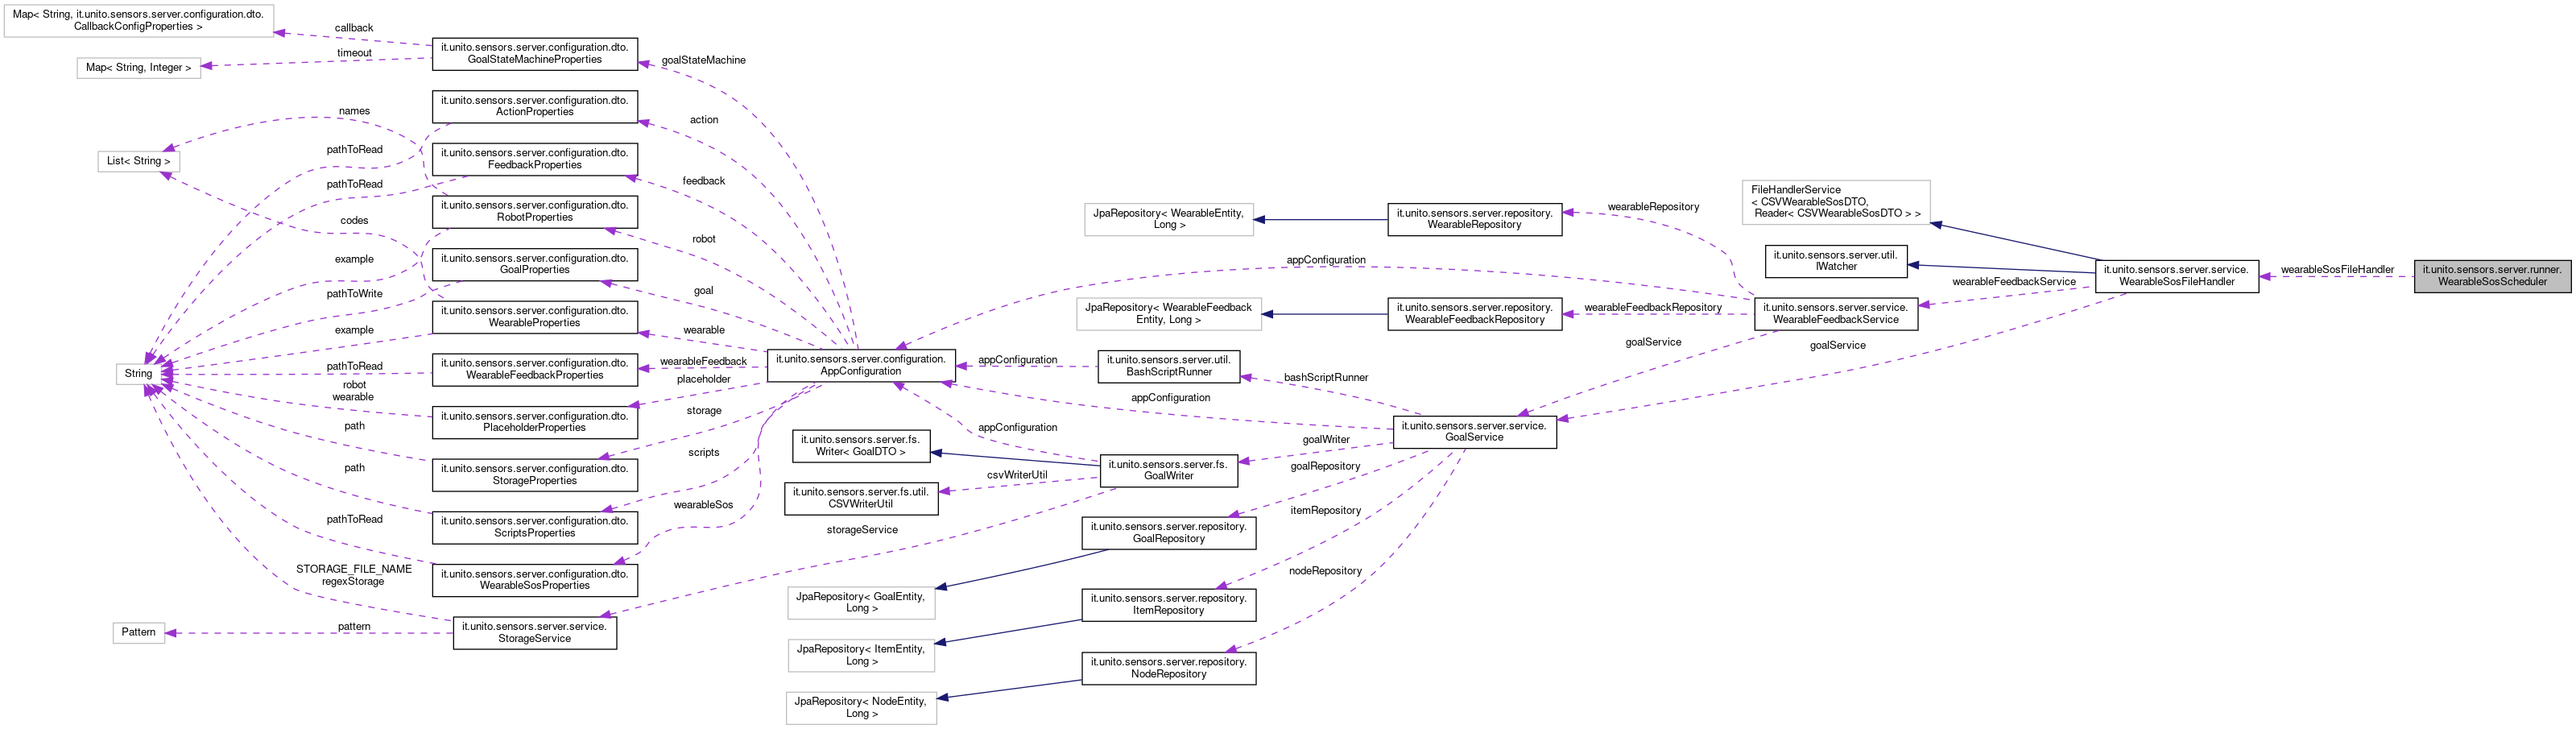 Map< String, it.unito.sensors.server.configuration.dto.
CallbackConfigProperties >
Map< String, Integer >
List< String >
String
Pattern
callback
timeout
names
pathToRead
pathToRead
codes
example
pathToWrite
example
pathToRead
robot
wearable
path
path
pathToRead
STORAGE_FILE_NAME
regexStorage
pattern
it.unito.sensors.server.configuration.dto.
GoalStateMachineProperties
it.unito.sensors.server.configuration.dto.
ActionProperties
it.unito.sensors.server.configuration.dto.
FeedbackProperties
it.unito.sensors.server.configuration.dto.
RobotProperties
it.unito.sensors.server.configuration.dto.
GoalProperties
it.unito.sensors.server.configuration.dto.
WearableProperties
it.unito.sensors.server.configuration.dto.
WearableFeedbackProperties
it.unito.sensors.server.configuration.dto.
PlaceholderProperties
it.unito.sensors.server.configuration.dto.
StorageProperties
it.unito.sensors.server.configuration.dto.
ScriptsProperties
it.unito.sensors.server.configuration.dto.
WearableSosProperties
it.unito.sensors.server.service.
StorageService
goalStateMachine
action
feedback
robot
goal
wearable
wearableFeedback
placeholder
storage
scripts
wearableSos
storageService
it.unito.sensors.server.configuration.
AppConfiguration
it.unito.sensors.server.fs.
Writer< GoalDTO >
it.unito.sensors.server.fs.util.
CSVWriterUtil
JpaRepository< GoalEntity,
Long >
JpaRepository< ItemEntity,
Long >
JpaRepository< NodeEntity,
Long >
appConfiguration
appConfiguration
csvWriterUtil
JpaRepository< WearableEntity,
Long >
JpaRepository< WearableFeedback
Entity, Long >
it.unito.sensors.server.util.
BashScriptRunner
it.unito.sensors.server.fs.
GoalWriter
it.unito.sensors.server.repository.
GoalRepository
it.unito.sensors.server.repository.
ItemRepository
it.unito.sensors.server.repository.
NodeRepository
appConfiguration
bashScriptRunner
appConfiguration
goalWriter
goalRepository
itemRepository
nodeRepository
it.unito.sensors.server.repository.
WearableRepository
it.unito.sensors.server.repository.
WearableFeedbackRepository
it.unito.sensors.server.service.
GoalService
wearableRepository
wearableFeedbackRepository
goalService
FileHandlerService
< CSVWearableSosDTO,
Reader< CSVWearableSosDTO > >
it.unito.sensors.server.util.
IWatcher
it.unito.sensors.server.service.
WearableFeedbackService
wearableFeedbackService
goalService
it.unito.sensors.server.service.
WearableSosFileHandler
wearableSosFileHandler
it.unito.sensors.server.runner.
WearableSosScheduler